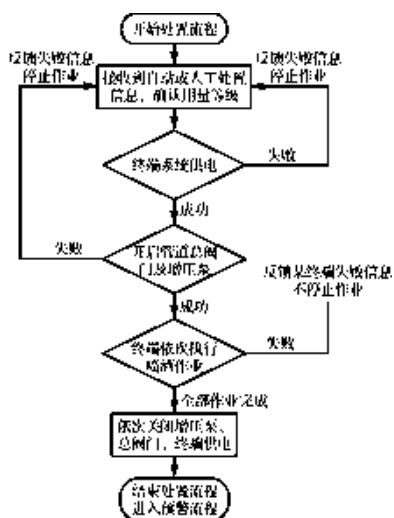 开始处置流程
反馈失败信息
停止作业
反馈失败信息
停止作业
接收到自动或人工处置
信息，确认用量等级
终端系统供电
失败
成功
失败
开启管道总阀
门及增压泵
反馈某终端失败信息
不停止作业
成功
终端依次执行
喷洒作业
失败
全部作业完成
依次关闭增压泵、
总阀门、终端供电
结束处置流程
进入预警流程